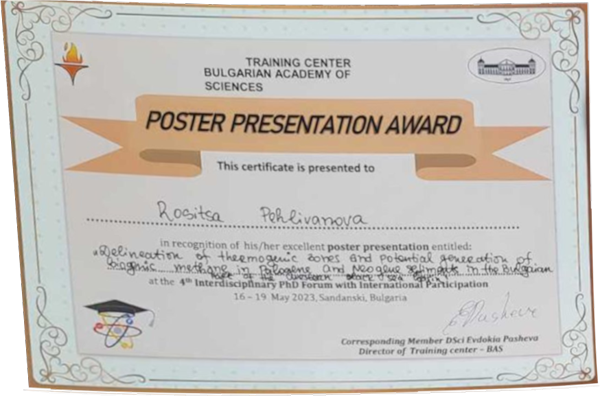 TRAINING CENTER
BULGARIAN ACADEMY OF
SCIENCES
POSTER PRESENTATION AWARD
This certificate is presented to
Rositsa Pehlivanova
in recognition of his/her excellent poster presentation entitled:
"Delineation of thermogenic zones and potential generation of
biogenic methane in Paleogene and Neogene sediments in the Bulgarian
part of the western Black Sea
at the 4th Interdisciplinary PhD Forum with International Participation
16 – 19 May 2023, Sandanski, Bulgaria
EPasheva
Corresponding Member DSci Evdokia Pasheva
Director of Training center – BAS